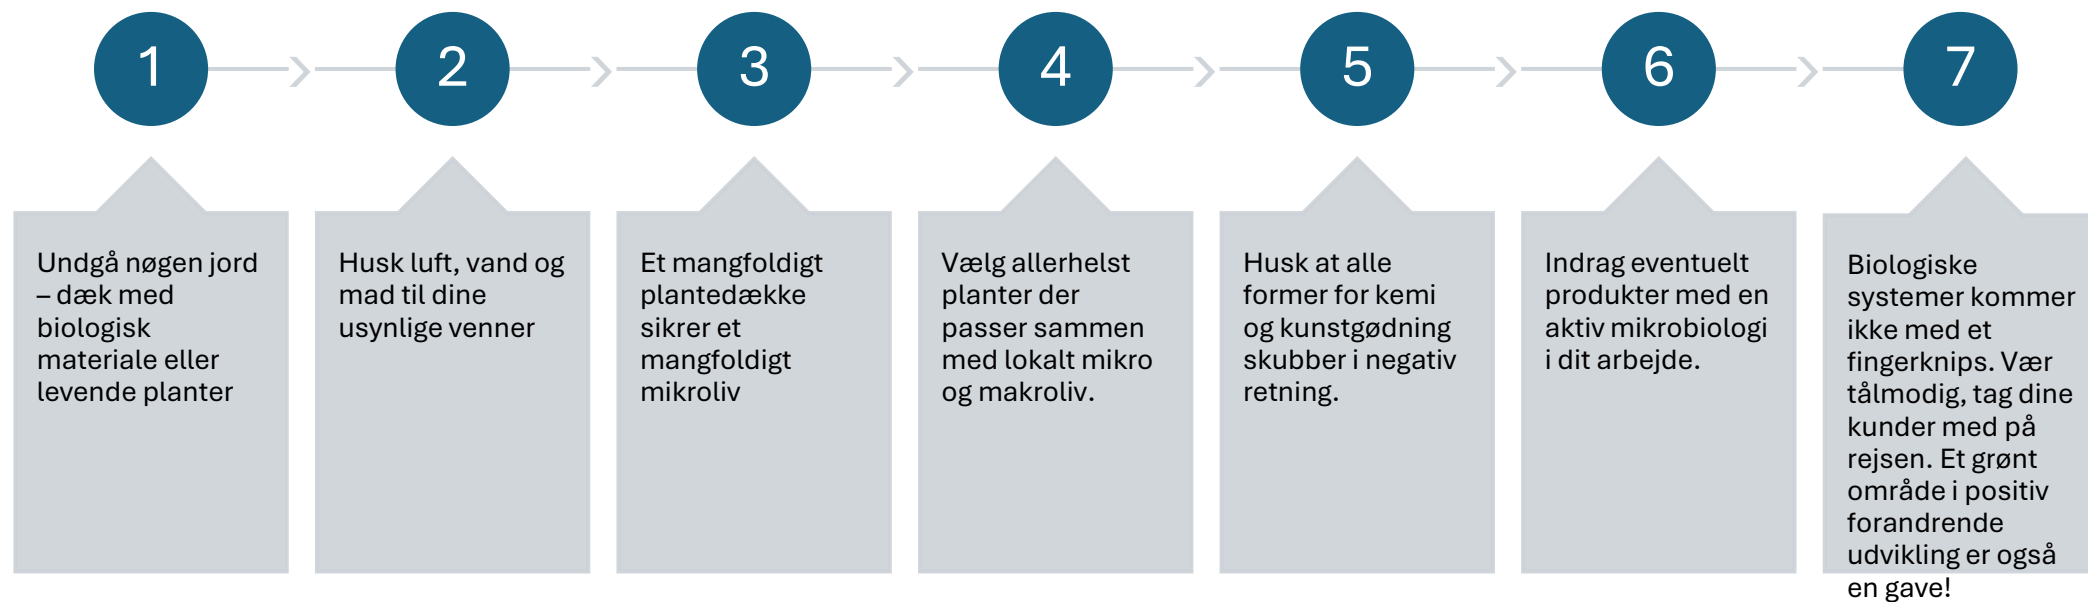 1
Undgå nøgen jord
– dæk med
biologisk
materiale eller
levende planter
2
Husk luft, vand og
mad til dine
usynlige venner
3
Et mangfoldigt
plantedække
sikrer et
mangfoldigt
mikroliv
4
Vælg allerhelst
planter der
passer sammen
med lokalt mikro
og makroliv.
5
Husk at alle
former for kemi
og kunstgødning
skubber i negativ
retning.
6
Indrag eventuelt
produkter med en
aktiv mikrobiologi
i dit arbejde.
7
Biologiske
systemer kommer
ikke med et
fingerknips. Vær
tålmodig, tag dine
kunder med på
rejsen. Et grønt
område i positiv
forandrende
udvikling er også
en gave!